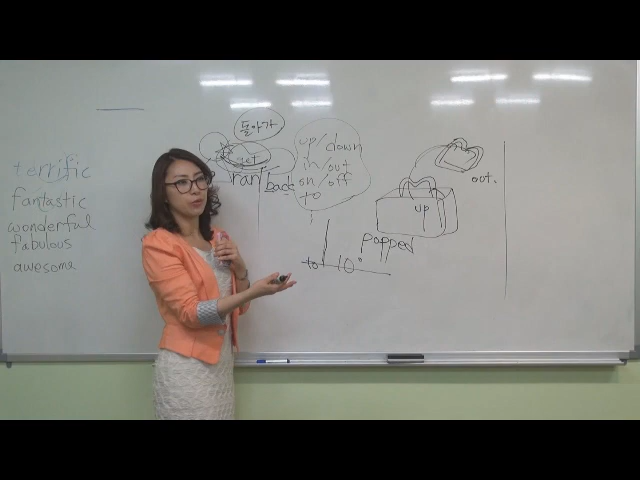 terrific
fantastic
wonderful
fabulous
awesome
돌아가
get
ran back
up/down
in/out
on/off
to
to 10°
popped
up
out.